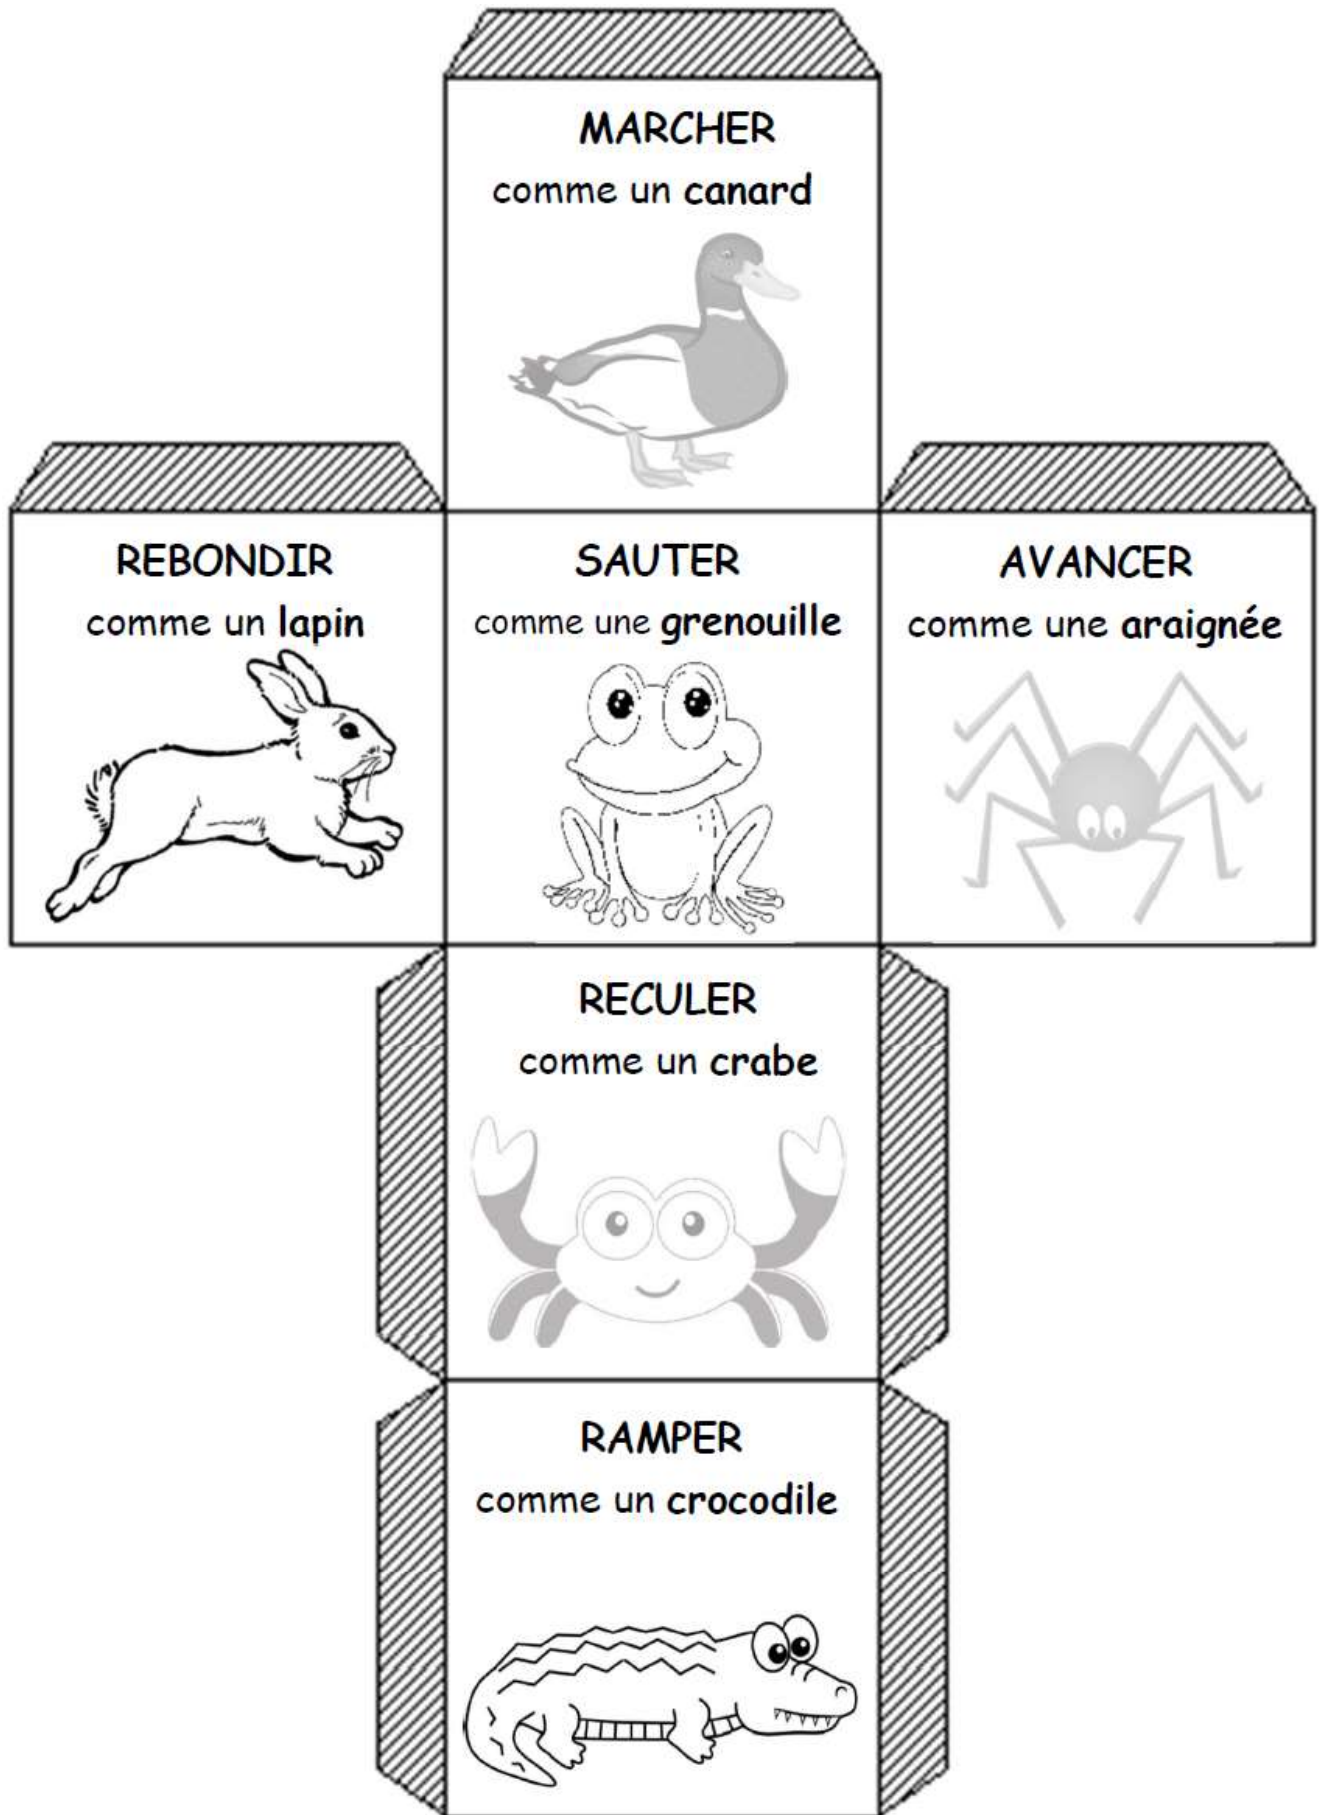 MARCHER
comme un canard
REBONDIR
comme un lapin
SAUTER
comme une grenouille
AVANCER
comme une araignée
RECULER
comme un crabe
RAMPER
comme un crocodile